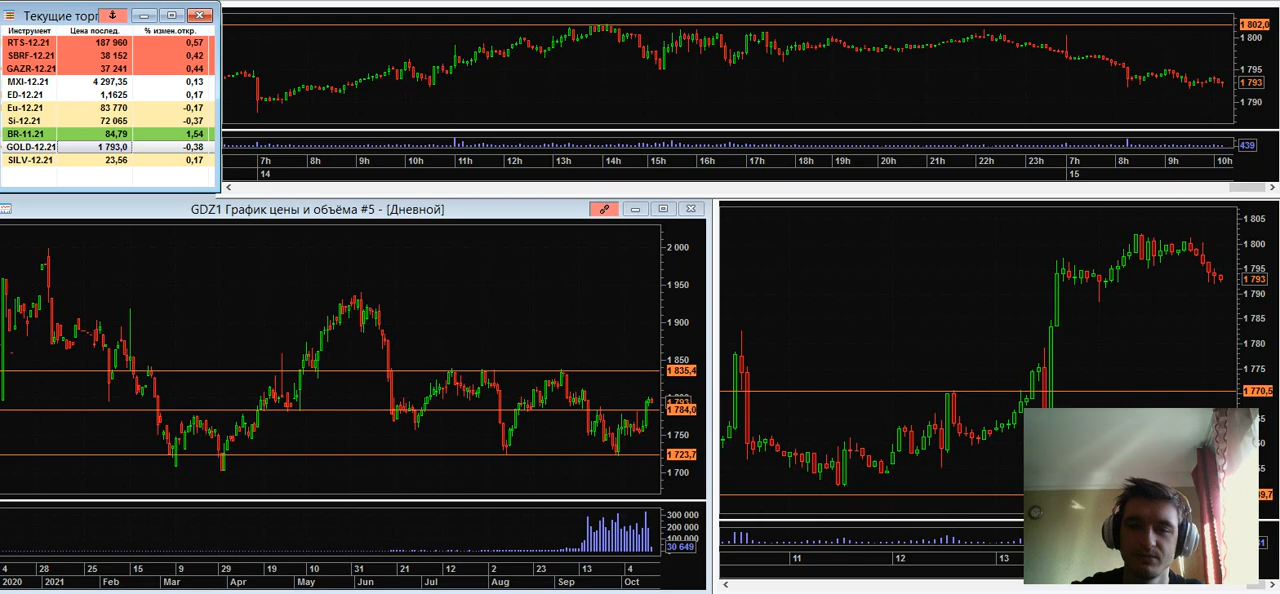 Текущие торг
Инструмент Цена послед. % измен.откр.
RTS-12.21 187 960 0,57
SBRF-12.21 38 152 0,42
GAZR-12.21 37 241 0,44
MXI-12.21 4 297,35 0,13
ED-12.21 1,1625 0,17
Eu-12.21 83 770 -0,17
Si-12.21 72 065 -0,37
BR-11.21 84,79 1,54
GOLD-12.21 1 793,0 -0,38
SILV-12.21 23,56 0,17
1 802,0
1 800
1 795
1 793
1 790
439
7h 8h 9h 10h 11h 12h 13h 14h 15h 16h 17h 18h 19h 20h 21h 22h 23h 7h 8h 9h 10h
14 15
GDZ1 График цены и объёма #5 - [Дневной]
2 000
1 950
1 900
1 850
1 835,4
1 793
1 784,0
1 750
1 723,7
1 700
300 000
200 000
100 000
30 649
4 28 25 15 9 29 19 10 31 21 12 2 23 13 4
2020 2021 Feb Mar Apr May Jun Jul Aug Sep Oct
1 805
1 800
1 795
1 793
1 790
1 785
1 780
1 775
1 770,5
11 12 13